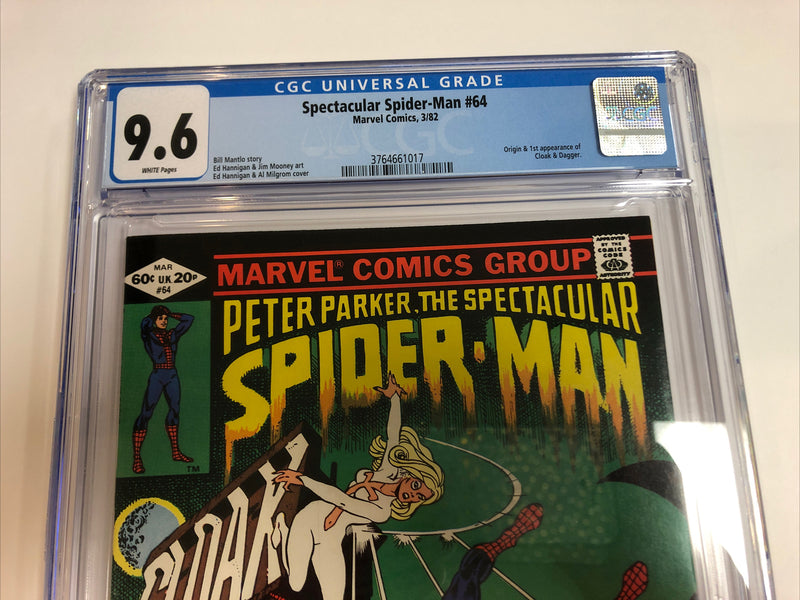 CGC UNIVERSAL GRADE
9.6
WHITE Pages
Spectacular Spider-Man #64
Marvel Comics, 3/82
Bill Mantlo story
Ed Hannigan & Jim Mooney art
Ed Hannigan & Al Milgrom cover
3764661017
Origin & 1st appearance of
Cloak & Dagger.
CGC
MAR
60¢ UK 20p
#64
MARVEL® COMICS GROUP
APPROVED
BY THE
COMICS
CODE
CA
AUTHORITY
PETER PARKER, THE SPECTACULAR
SPIDER-MAN
TM
CLOAK